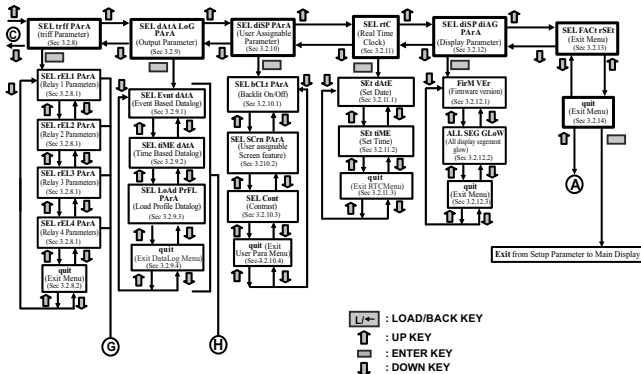 SEL trff PArA
(triff Parameter)
(Sec 3.2.8)
SEL dAtA LoG
PArA
(Output Parameter)
(Sec 3.2.9)
SEL diSP PArA
(User Assignable
Parameter)
(Sec 3.2.10)
SEL rtC
(Real Time
Clock)
(Sec 3.2.11)
SEL diSP diAG
PArA
(Display Parameter)
(Sec 3.2.12)
SEL FACt rSEt
(Exit Menu)
(Sec 3.2.13)
C
SEL rEL1 PArA
(Relay 1 Parameters)
(Sec 3.2.8.1)
SEL rEL2 PArA
(Relay 2 Parameters)
(Sec 3.2.8.1)
SEL rEL3 PArA
(Relay 3 Parameters)
(Sec 3.2.8.1)
SEL rEL4 PArA
(Relay 4 Parameters)
(Sec 3.2.8.1)
quit
(Exit Menu)
(Sec 3.2.8.2)
G
SEL Evnt dAtA
(Event Based Datalog)
(Sec 3.2.9.1)
SEL tiME dAtA
(Time Based Datalog)
(Sec 3.2.9.2)
SEL LoAd PrFL
PArA
(Load Profile Datalog)
(Sec 3.2.9.3)
quit
(Exit DataLog Menu)
(Sec 3.2.9.4)
H
SEL bCLt PArA
(Backlit On/Off)
(Sec 3.2.10.1)
SEL SCrn PArA
(User assignable
Screen feature)
(Sec 3.210.2)
SEL Cont
(Contrast)
(Sec 3.2.10.3)
quit (Exit
User Para Menu)
(Sec-3.2.10.4)
SEt dAtE
(Set Date)
(Sec 3.2.11.1)
SEt tiME
(Set Time)
(Sec 3.2.11.2)
quit
(Exit RTCMenu)
(Sec 3.2.11.3)
FirM VEr
(Firmware version)
(Sec 3.2.12.1)
ALL SEG GLoW
(All display segement
glow)
(Sec 3.2.12.2)
quit
(Exit Menu)
(Sec 3.2.12.3)
quit
(Exit Menu)
(Sec 3.2.14)
A
Exit from Setup Parameter to Main Display
L/← : LOAD/BACK KEY
: UP KEY
: ENTER KEY
: DOWN KEY